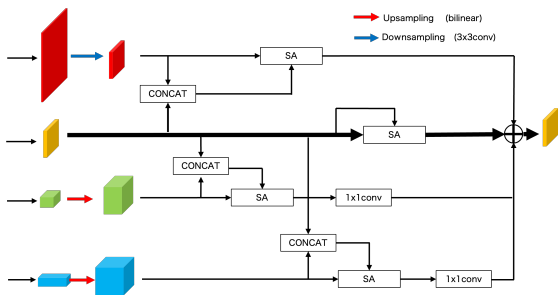 Upsampling (bilinear)
Downsampling (3x3conv)
SA
CONCAT
SA
CONCAT
SA
1x1conv
CONCAT
SA
1x1conv